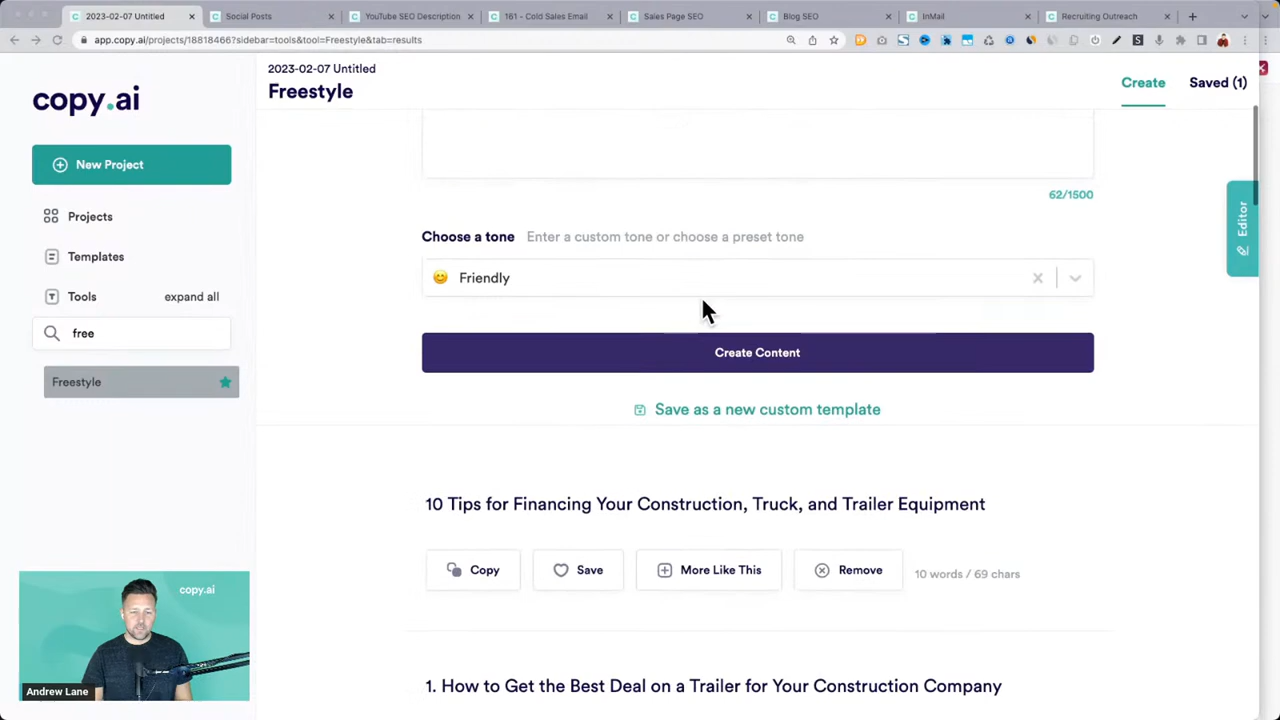 2023-02-07 Untitled
Social Posts
YouTube SEO Description
161 - Cold Sales Email
Sales Page SEO
Blog SEO
InMail
Recruiting Outreach
app.copy.ai/projects/18818466?sidebar=tools&tool=Freestyle&tab=results
copy.ai
2023-02-07 Untitled
Freestyle
Create
Saved (1)
New Project
Projects
Templates
Tools
expand all
free
Freestyle
62/1500
Choose a tone
Enter a custom tone or choose a preset tone
😊 Friendly
Create Content
Save as a new custom template
10 Tips for Financing Your Construction, Truck, and Trailer Equipment
Copy
Save
More Like This
Remove
10 words / 69 chars
1. How to Get the Best Deal on a Trailer for Your Construction Company
Editor
copy.ai
Andrew Lane